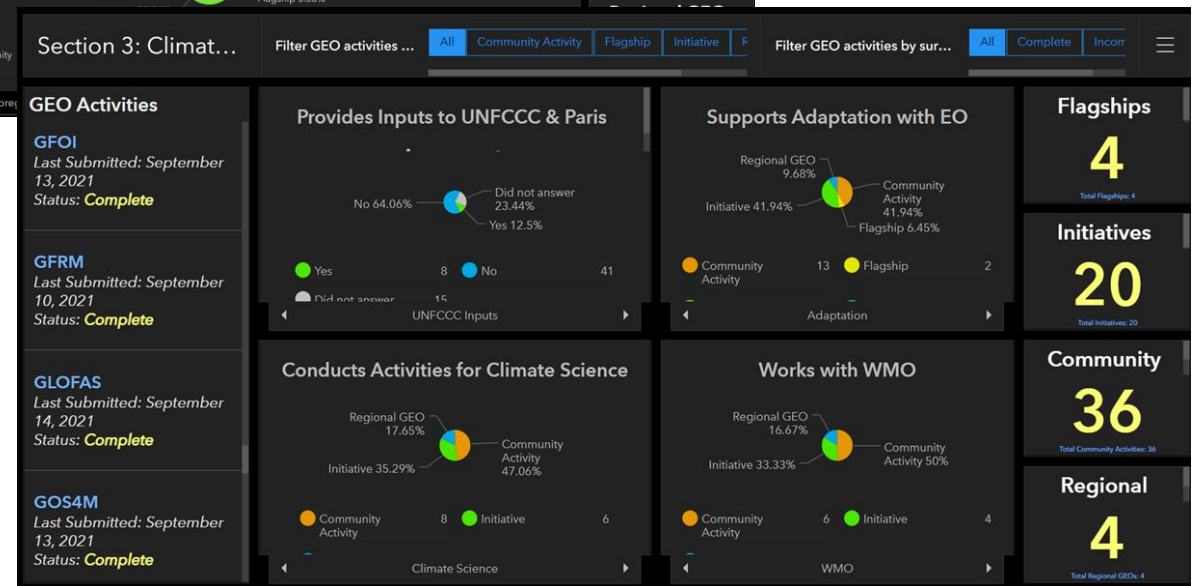 Flagship
Section 3: Climat...
Filter GEO activities ...
All
Community Activity
Flagship
Initiative
Filter GEO activities by sur...
All
Complete
GEO Activities
GFOI
Last Submitted: September
13, 2021
Status: Complete
GFRM
Last Submitted: September
10, 2021
Status: Complete
GLOFAS
Last Submitted: September
14, 2021
Status: Complete
GOS4M
Last Submitted: September
13, 2021
Status: Complete
Provides Inputs to UNFCCC & Paris
No 64.06%
Did not answer
23.44%
Yes 12.5%
Yes 8
No 41
Did not answer 15
UNFCCC Inputs
Supports Adaptation with EO
Regional GEO
9.68%
Initiative 41.94%
Community
Activity
41.94%
Flagship 6.45%
Community
Activity
13
Flagship 2
Adaptation
Conducts Activities for Climate Science
Regional GEO
17.65%
Initiative 35.29%
Community
Activity
47.06%
Community
Activity
8
Initiative 6
Climate Science
Works with WMO
Regional GEO
16.67%
Initiative 33.33%
Community
Activity 50%
Community
Activity
6
Initiative 4
WMO
Flagships
4
Total Flagships: 4
Initiatives
20
Total Initiatives: 20
Community
36
Total Community Activities: 36
Regional
4
Total Regional GEOs: 4